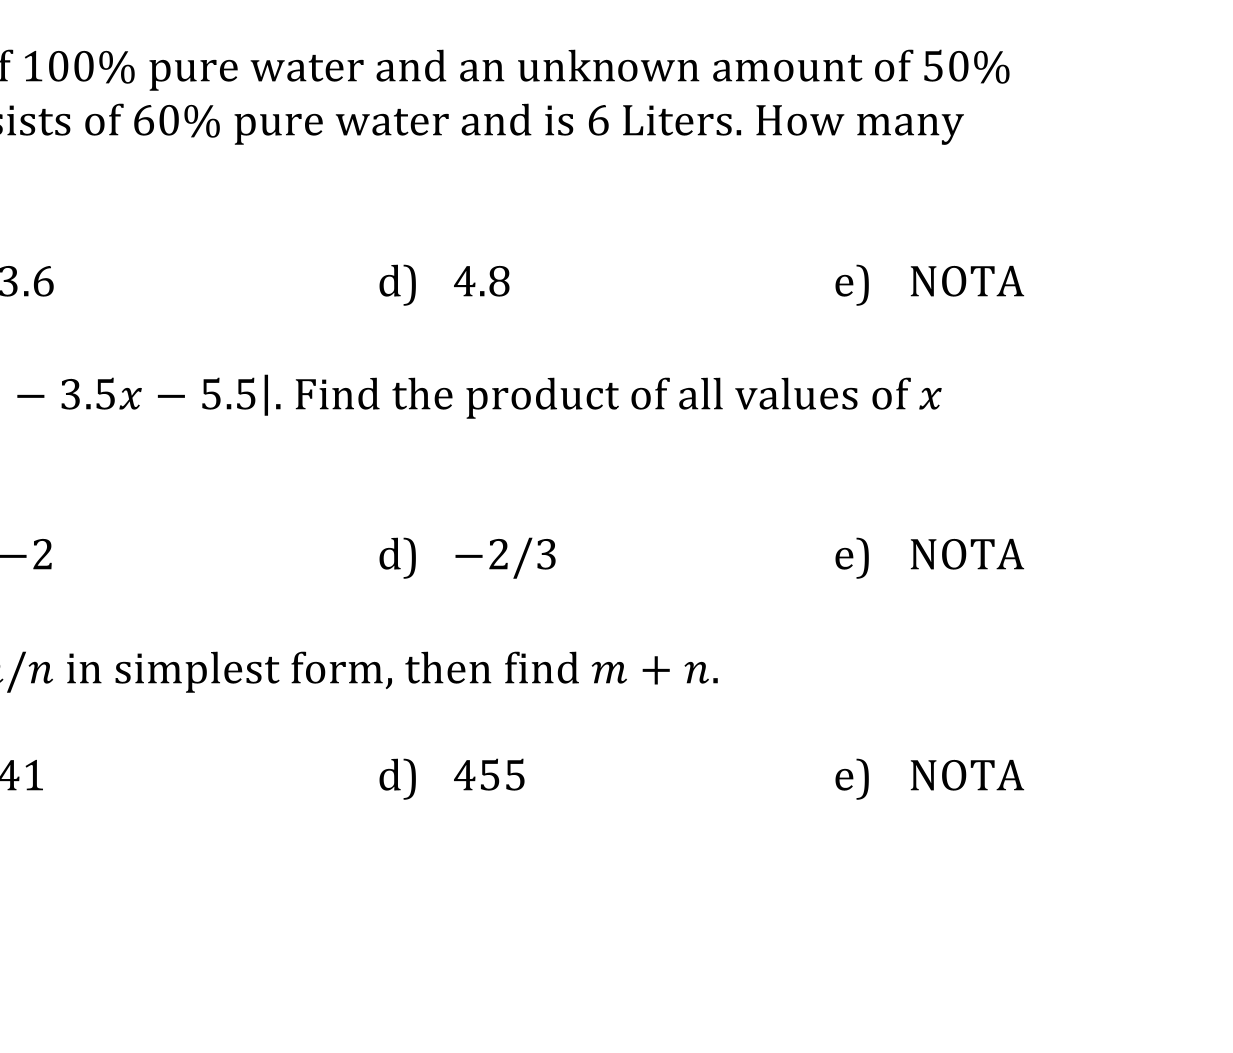 f 100% pure water and an unknown amount of 50%
sists of 60% pure water and is 6 Liters. How many
3.6 d) 4.8 e) NOTA
− 3.5x − 5.5|. Find the product of all values of x
−2 d) −2/3 e) NOTA
/n in simplest form, then find m + n.
41 d) 455 e) NOTA